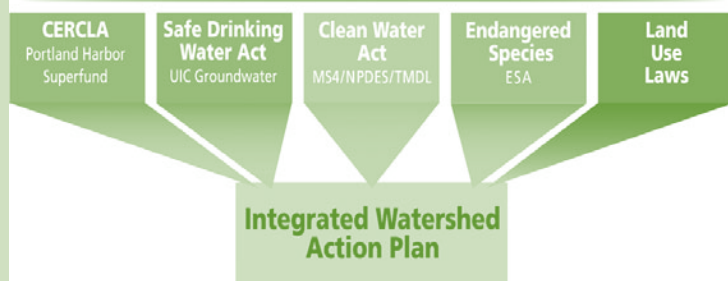 CERCLA
Portland Harbor
Superfund
Safe Drinking
Water Act
UIC Groundwater
Clean Water
Act
MS4/NPDES/TMDL
Endangered
Species
ESA
Land
Use
Laws
Integrated Watershed
Action Plan